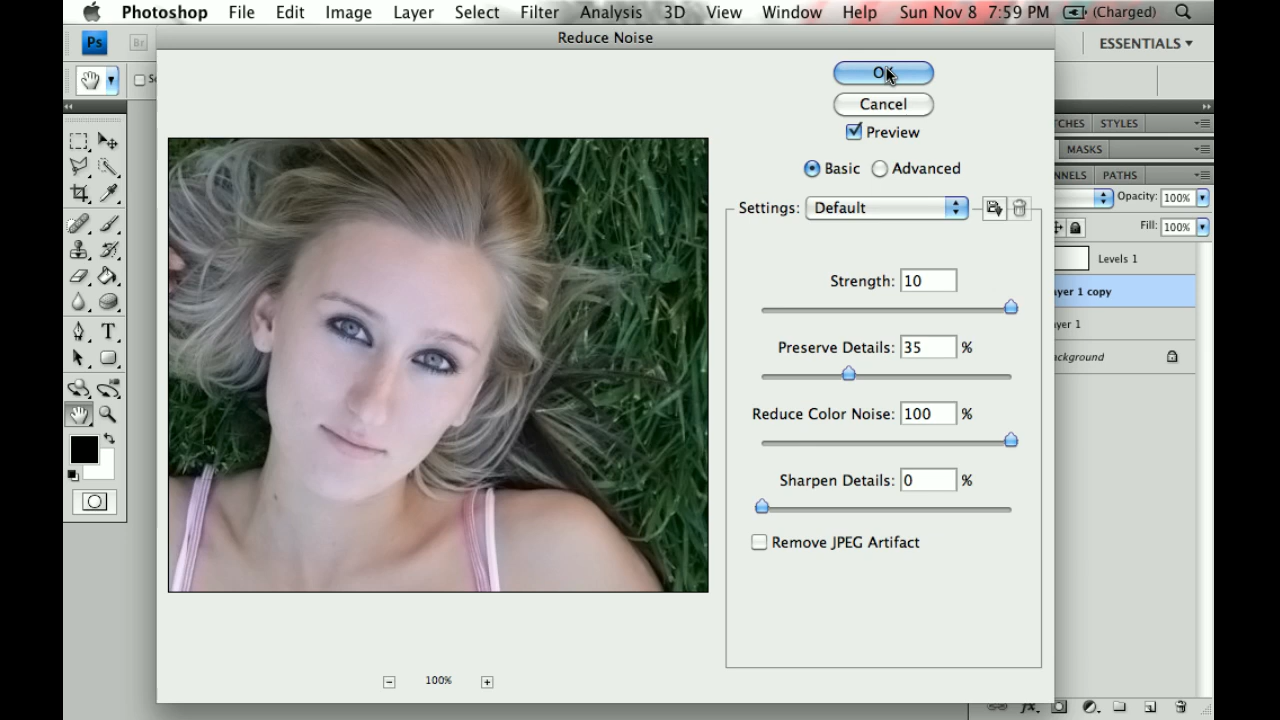 Photoshop File Edit Image Layer Select Filter Analysis 3D View Window Help Sun Nov 8 7:59 PM (Charged)
Reduce Noise
Ps Br ESSENTIALS
OK
Cancel
Preview
Basic Advanced
Settings: Default
Strength: 10
Preserve Details: 35 %
Reduce Color Noise: 100 %
Sharpen Details: 0 %
Remove JPEG Artifact
100%
CHES STYLES
MASKS
NNELS PATHS
Opacity: 100%
Fill: 100%
Levels 1
ayer 1 copy
ayer 1
ackground
T
fx